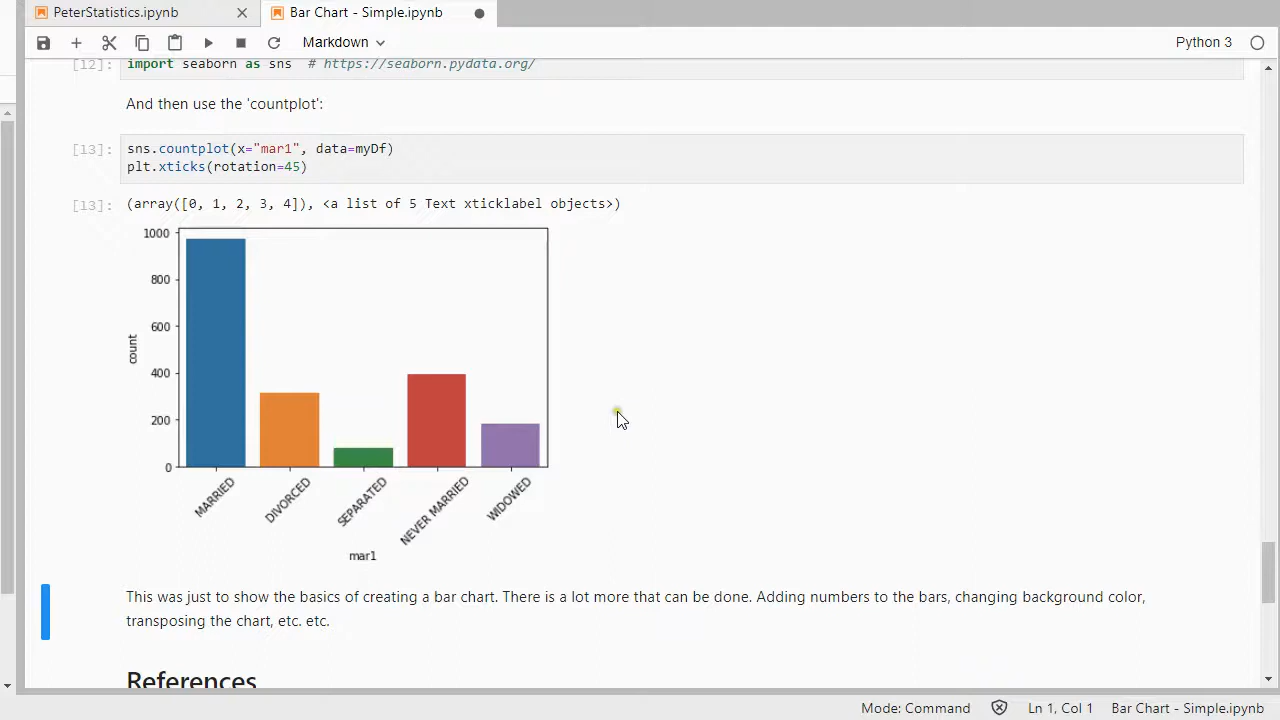 PeterStatistics.ipynb
Bar Chart - Simple.ipynb
Markdown
Python 3
[12]:
import seaborn as sns # https://seaborn.pydata.org/
And then use the 'countplot':
[13]:
sns.countplot(x="mar1", data=myDf)
plt.xticks(rotation=45)
[13]:
(array([0, 1, 2, 3, 4]), <a list of 5 Text xticklabel objects>)
1000
800
600
400
200
0
count
MARRIED
DIVORCED
SEPARATED
NEVER MARRIED
WIDOWED
mar1
This was just to show the basics of creating a bar chart. There is a lot more that can be done. Adding numbers to the bars, changing background color,
transposing the chart, etc. etc.
References
Mode: Command
Ln 1, Col 1
Bar Chart - Simple.ipynb